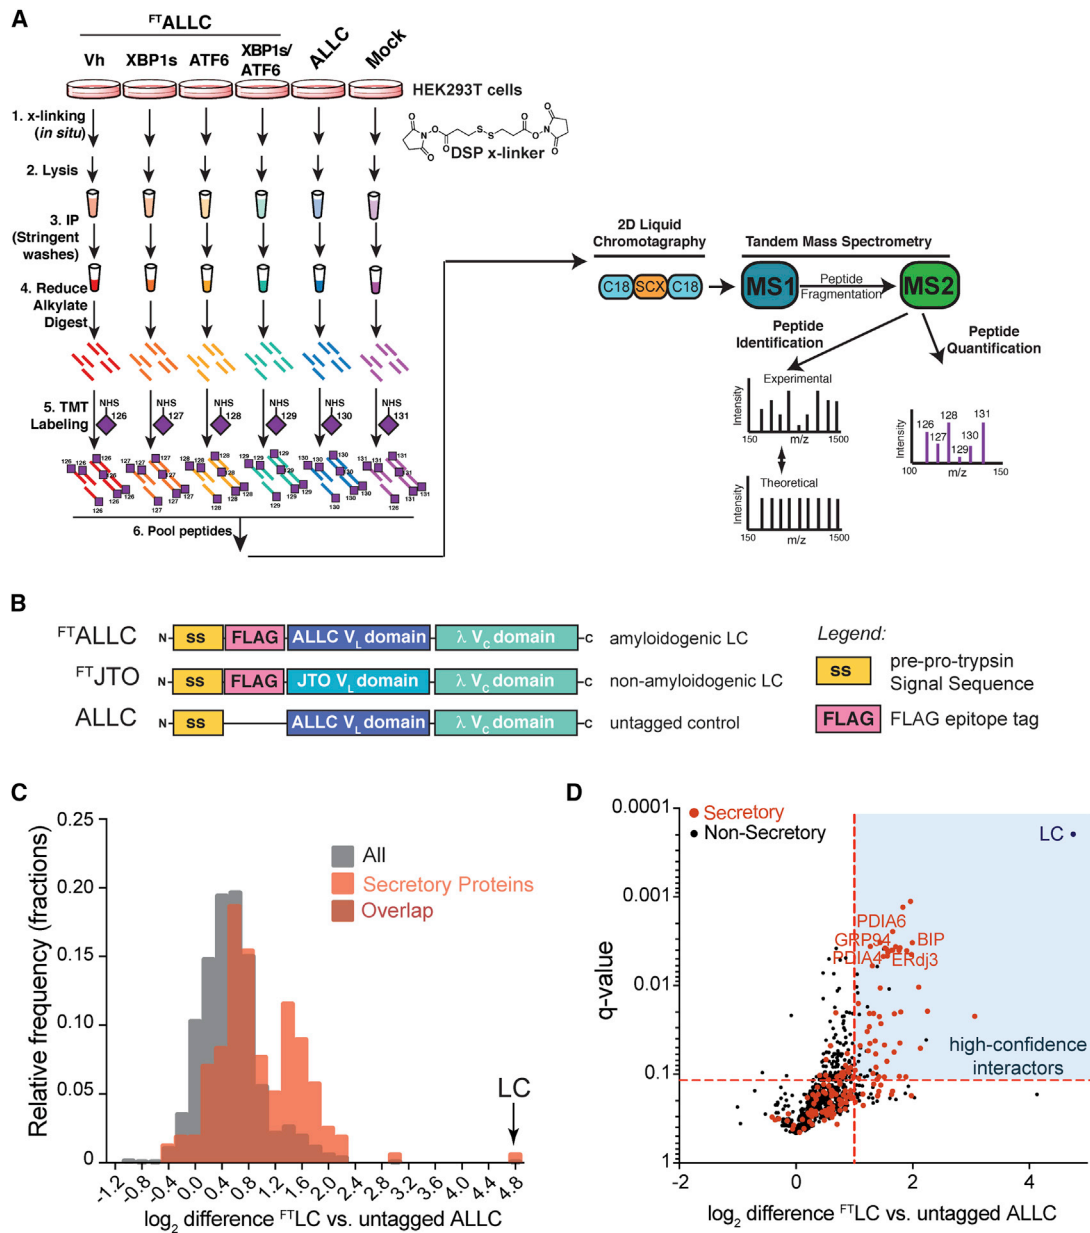 A
FTALLC
Vh XBP1s ATF6 XBP1s/ATF6 ALLC Mock
HEK293T cells
1. x-linking
(in situ)
DSP x-linker
2. Lysis
3. IP
(Stringent
washes)
4. Reduce
Alkylate
Digest
5. TMT
Labeling
NHS NHS NHS NHS NHS NHS
126 127 128 129 130 131
6. Pool peptides
2D Liquid
Chromotagraphy
C18 SCX C18
Tandem Mass Spectrometry
MS1
Peptide
Fragmentation
MS2
Peptide
Identification
Peptide
Quantification
Experimental
Intensity
150 m/z 1500
Theoretical
Intensity
150 m/z 1500
Intensity
126 127 128 129 130 131
100 m/z 150
B
FTALLC N ss FLAG ALLC VL domain λ VC domain C amyloidogenic LC
FTJTO N ss FLAG JTO VL domain λ VC domain C non-amyloidogenic LC
ALLC N ss ALLC VL domain λ VC domain C untagged control
Legend:
ss pre-pro-trypsin
Signal Sequence
FLAG FLAG epitope tag
C
Relative frequency (fractions)
0.25
0.20
0.15
0.10
0.05
0
All
Secretory Proteins
Overlap
LC
-1.2 -0.8 -0.4 0.0 0.4 0.8 1.2 1.6 2.0 2.4 2.8 3.2 3.6 4.0 4.4 4.8
log2 difference FTLC vs. untagged ALLC
D
q-value
0.0001
0.001
0.01
0.1
1
Secretory
Non-Secretory
LC
PDIA6
GRP94 BIP
PDIA4 ERdj3
high-confidence
interactors
-2 0 2 4
log2 difference FTLC vs. untagged ALLC